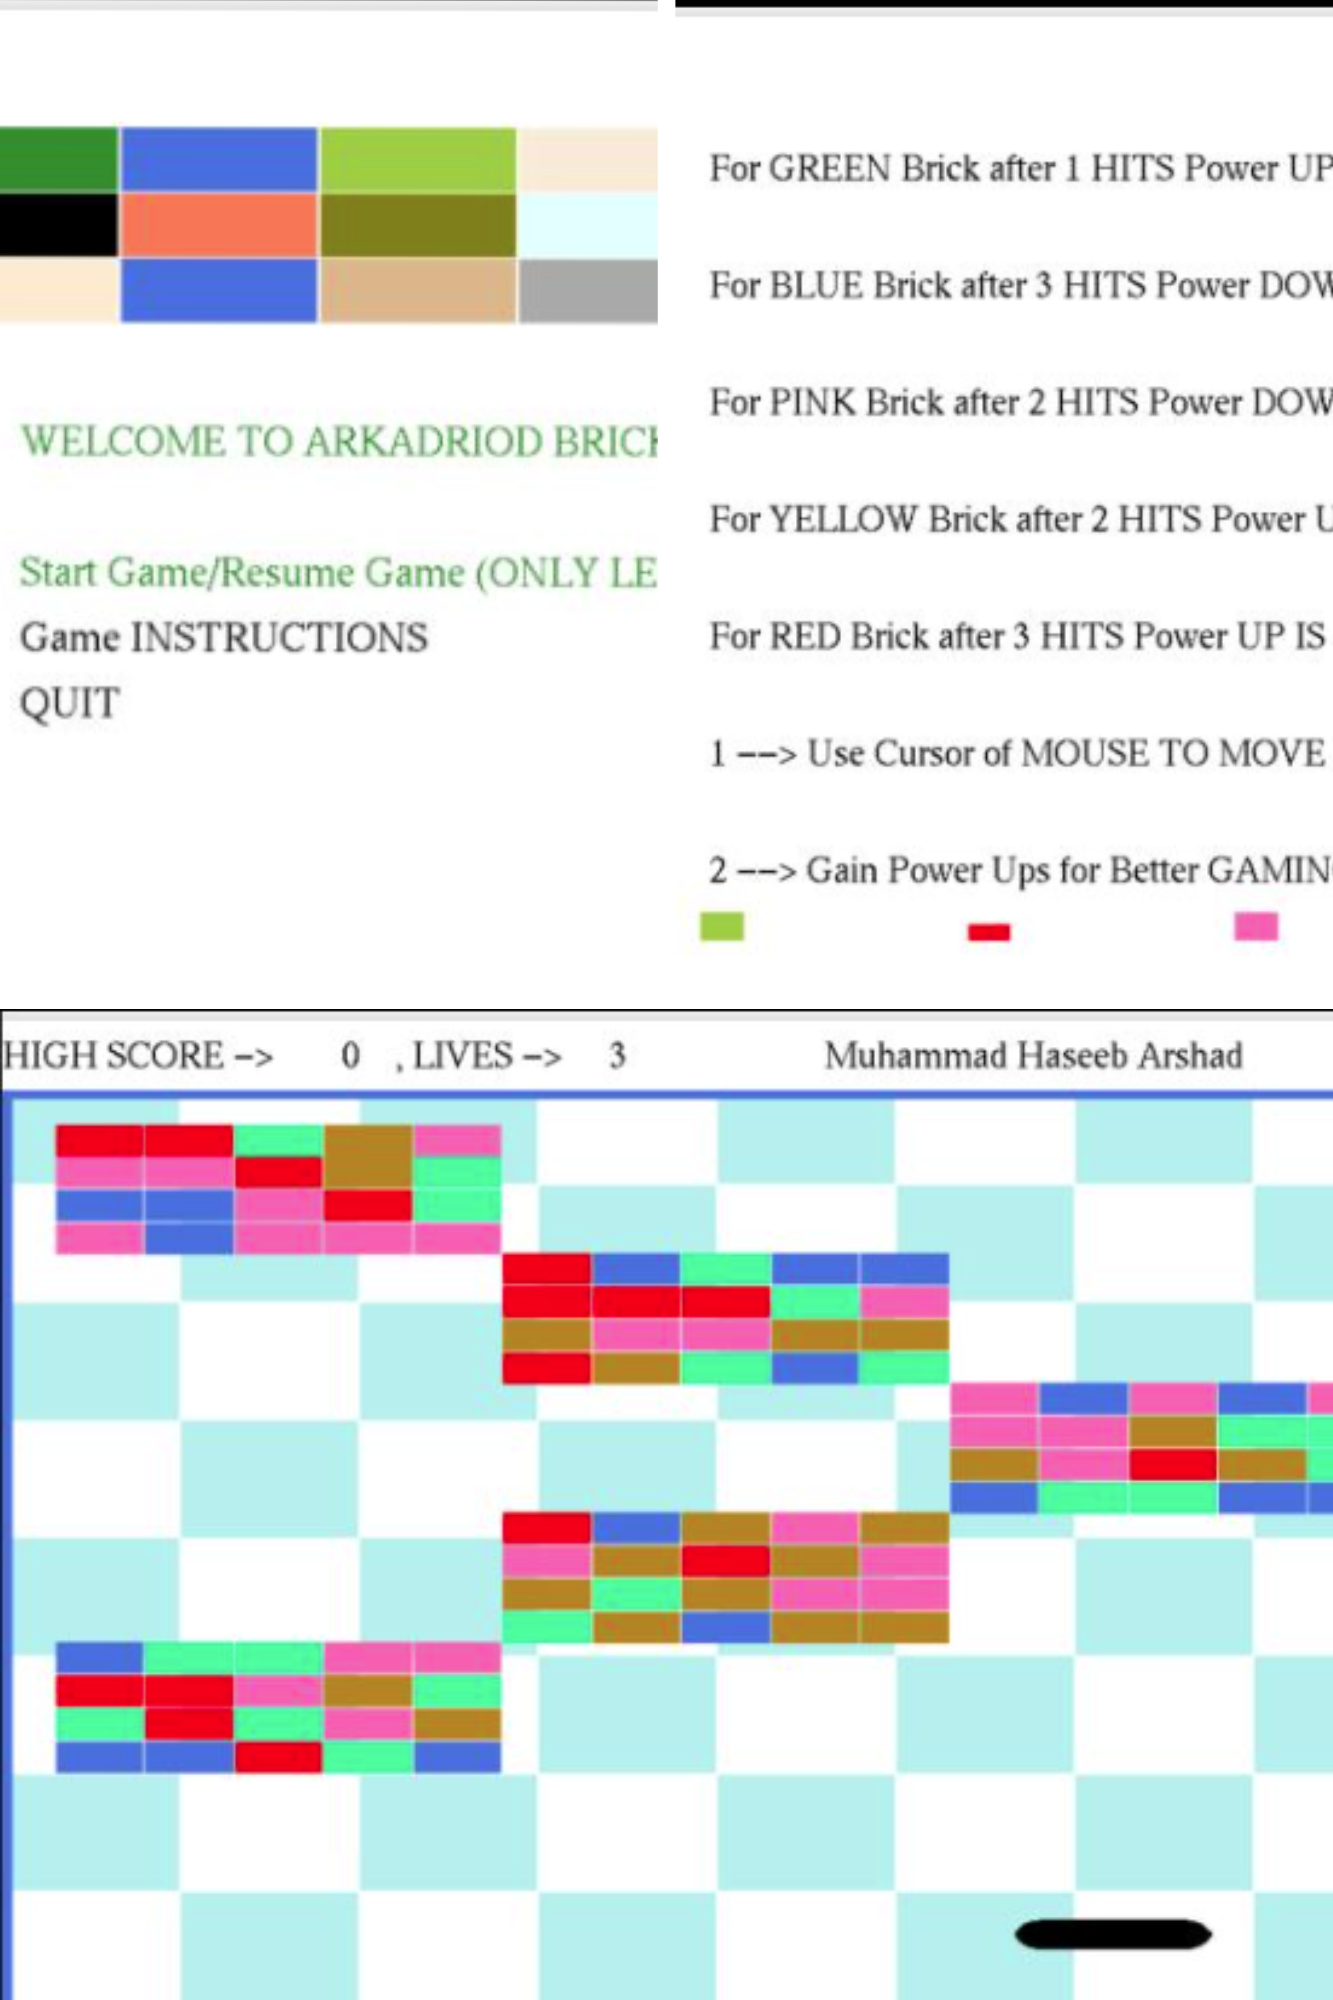 WELCOME TO ARKADRIOD BRICK
Start Game/Resume Game (ONLY LE
Game INSTRUCTIONS
QUIT
For GREEN Brick after 1 HITS Power UP
For BLUE Brick after 3 HITS Power DOW
For PINK Brick after 2 HITS Power DOW
For YELLOW Brick after 2 HITS Power U
For RED Brick after 3 HITS Power UP IS
1 --> Use Cursor of MOUSE TO MOVE
2 --> Gain Power Ups for Better GAMING
HIGH SCORE -> 0 , LIVES -> 3 Muhammad Haseeb Arshad